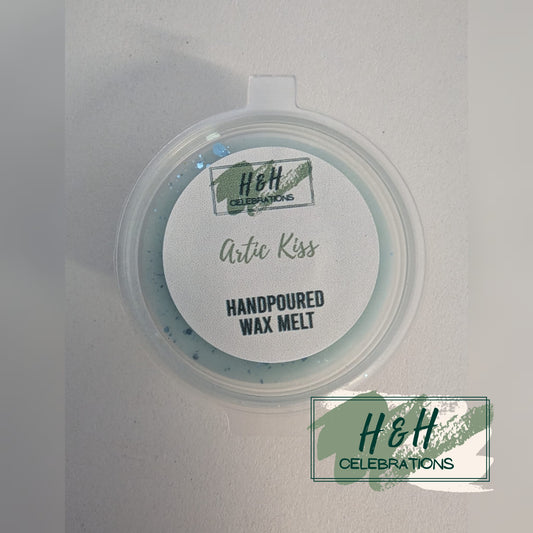 H&H
CELEBRATIONS
Artic Kiss
HANDPOURED
WAX MELT
H&H
CELEBRATIONS